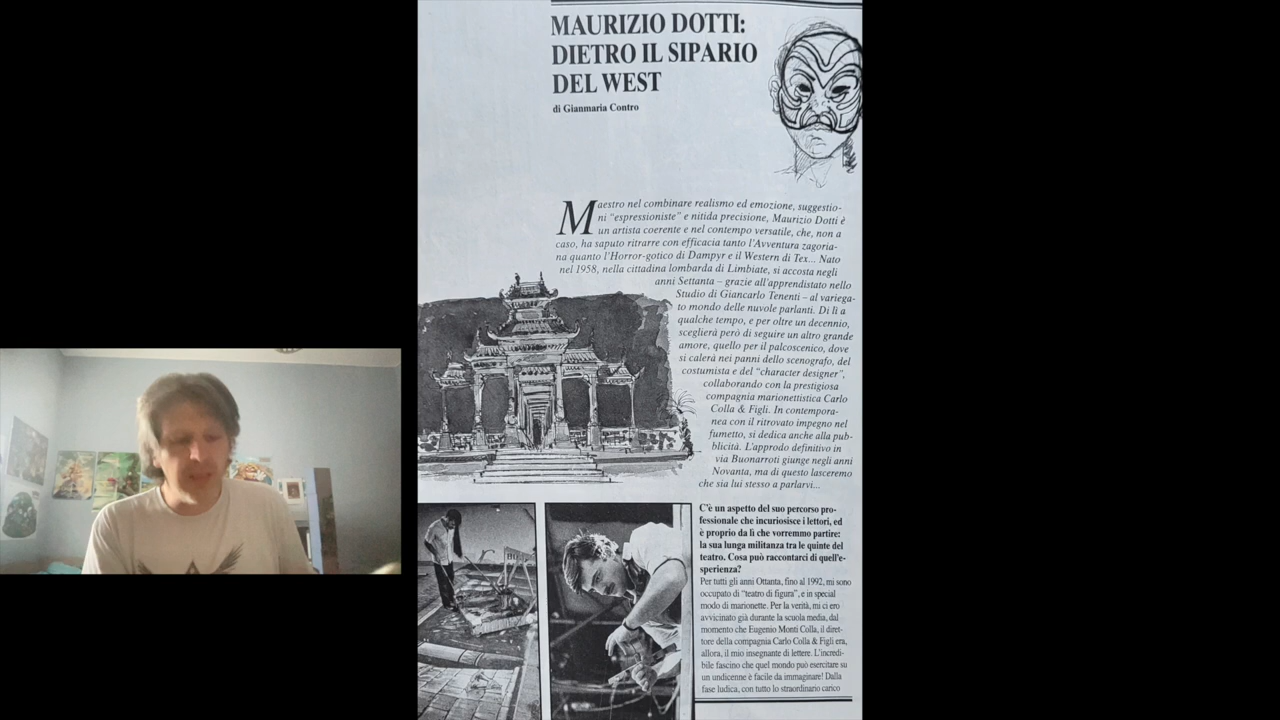 MAURIZIO DOTTI:
DIETRO IL SIPARIO
DEL WEST
di Gianmaria Contro
Maestro nel combinare realismo ed emozione, suggestio-
ni “espressioniste” e nitida precisione, Maurizio Dotti è
un artista coerente e nel contempo versatile, che, non a
caso, ha saputo ritrarre con efficacia tanto l'Avventura zagoria-
na quanto l'Horror-gotico di Dampyr e il Western di Tex... Nato
nel 1958, nella cittadina lombarda di Limbiate, si accosta negli
anni Settanta – grazie all'apprendistato nello
Studio di Giancarlo Tenenti – al variega-
to mondo delle nuvole parlanti. Di lì a
qualche tempo, e per oltre un decennio,
sceglierà però di seguire un altro grande
amore, quello per il palcoscenico, dove
si calerà nei panni dello scenografo, del
costumista e del “character designer”,
collaborando con la prestigiosa
compagnia marionettistica Carlo
Colla & Figli. In contempora-
nea con il ritrovato impegno nel
fumetto, si dedica anche alla pub-
blicità. L'approdo definitivo in
via Buonarroti giunge negli anni
Novanta, ma di questo lasceremo
che sia lui stesso a parlarvi...
C'è un aspetto del suo percorso pro-
fessionale che incuriosisce i lettori, ed
è proprio da lì che vorremmo partire:
la sua lunga militanza tra le quinte del
teatro. Cosa può raccontarci di quell'e-
sperienza?
Per tutti gli anni Ottanta, fino al 1992, mi sono
occupato di “teatro di figura”, e in special
modo di marionette. Per la verità, mi ci ero
avvicinato già durante la scuola media, dal
momento che Eugenio Monti Colla, il diret-
tore della compagnia Carlo Colla & Figli era,
allora, il mio insegnante di lettere. L'incredi-
bile fascino che quel mondo può esercitare su
un undicenne è facile da immaginare! Dalla
fase ludica, con tutto lo straordinario carico